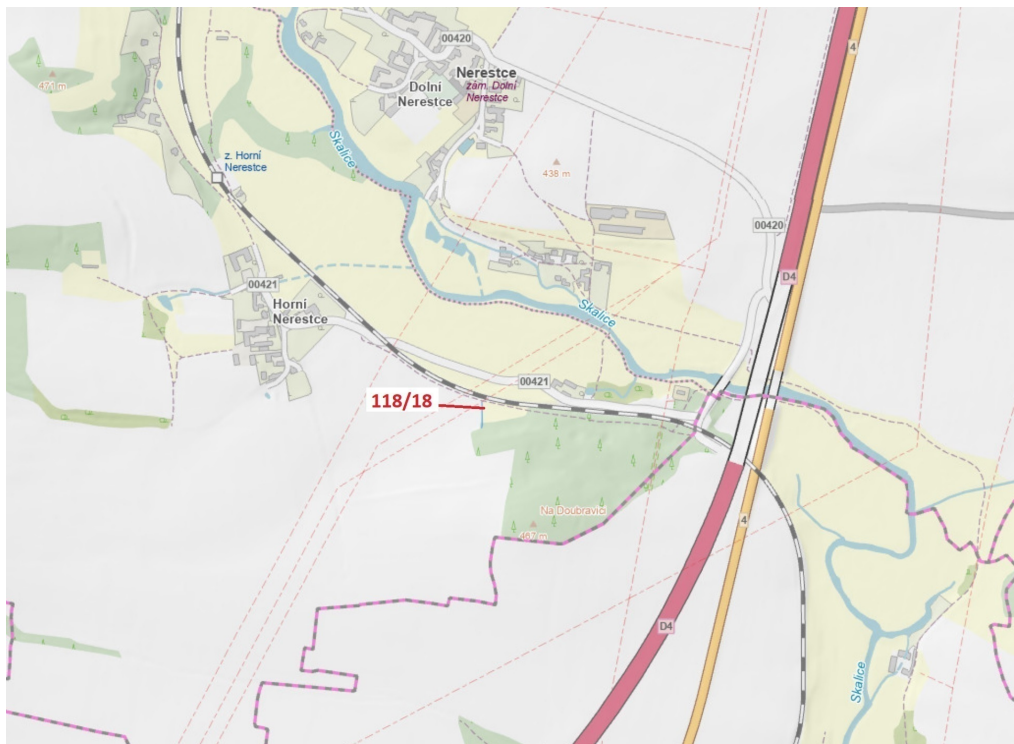 00420
4
Nerestce
zám. Dolní
Nerestce
Dolní
Nerestce
471 m
Skalice
z. Horní
Nerestce
438 m
00420
D4
00421
Horní
Nerestce
Skalice
00421
118/18
Na Doubravici
467 m
4
D4
Skalice